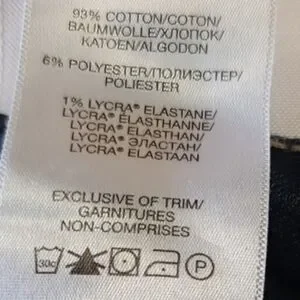 93% COTTON/COTON/
BAUMWOLLE/ХЛОПОК/
KATOEN/ALGODON
6% POLYESTER/ПОЛИЭСТЕР/
POLIESTER
1% LYCRA® ELASTANE/
LYCRA® ELASTHANNE/
LYCRA® ELASTHAN/
LYCRA® ЭЛАСТАН/
LYCRA® ELASTAAN
EXCLUSIVE OF TRIM/
GARNITURES
NON-COMPRISES
30c P